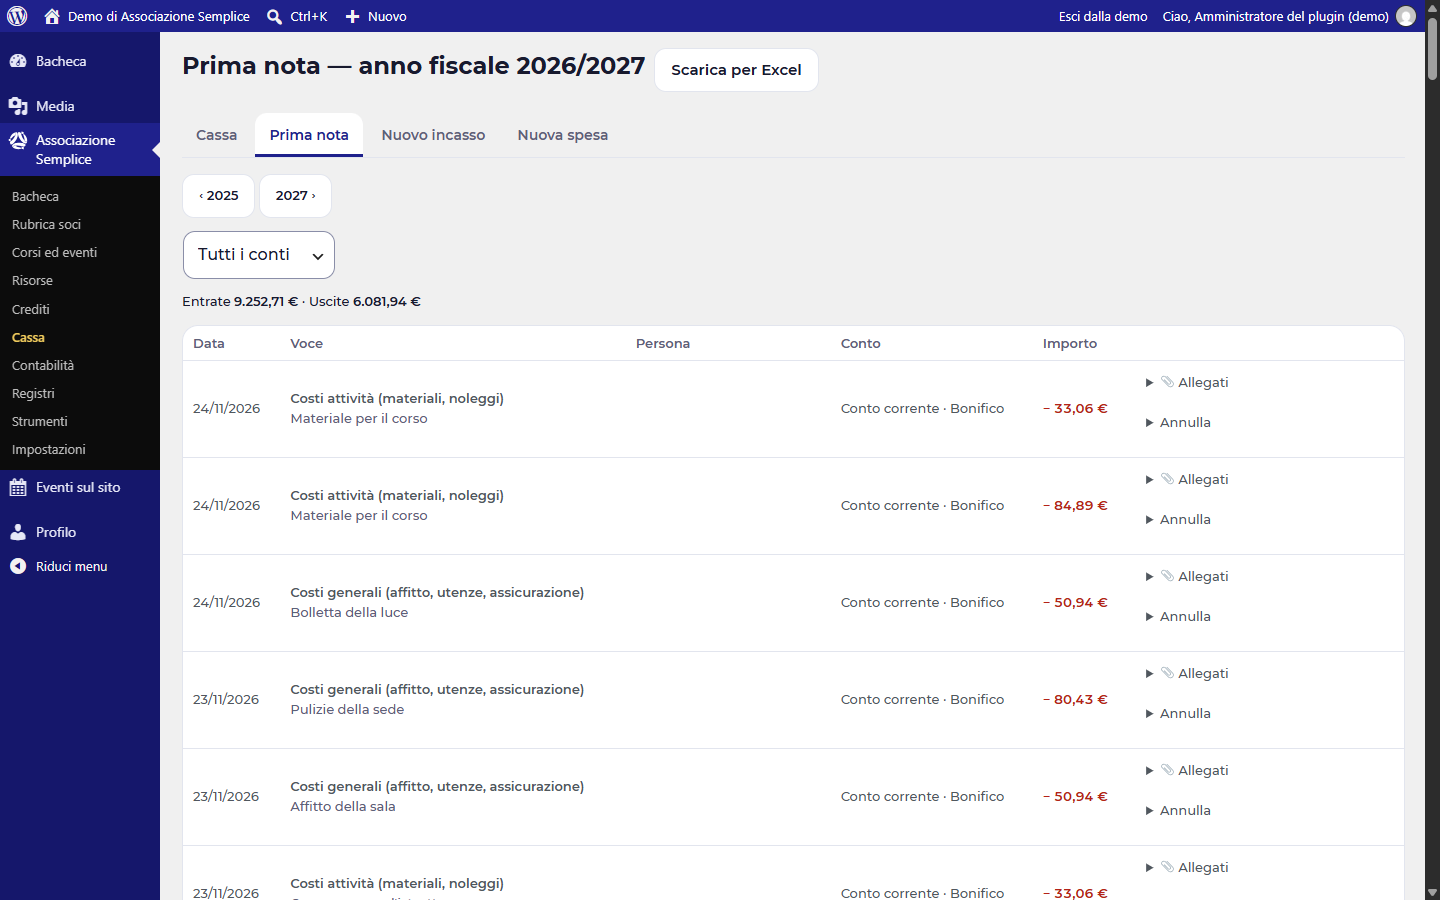 Demo di Associazione Semplice
Ctrl+K
Nuovo
Esci dalla demo
Ciao, Amministratore del plugin (demo)
Bacheca
Media
Associazione
Semplice
Bacheca
Rubrica soci
Corsi ed eventi
Risorse
Crediti
Cassa
Contabilità
Registri
Strumenti
Impostazioni
Eventi sul sito
Profilo
Riduci menu
Prima nota — anno fiscale 2026/2027
Scarica per Excel
Cassa
Prima nota
Nuovo incasso
Nuova spesa
‹ 2025
2027 ›
Tutti i conti
Entrate 9.252,71 € · Uscite 6.081,94 €
Data Voce Persona Conto Importo
24/11/2026 Costi attività (materiali, noleggi)
Materiale per il corso
Conto corrente · Bonifico − 33,06 €
Allegati
Annulla
24/11/2026 Costi attività (materiali, noleggi)
Materiale per il corso
Conto corrente · Bonifico − 84,89 €
Allegati
Annulla
24/11/2026 Costi generali (affitto, utenze, assicurazione)
Bolletta della luce
Conto corrente · Bonifico − 50,94 €
Allegati
Annulla
23/11/2026 Costi generali (affitto, utenze, assicurazione)
Pulizie della sede
Conto corrente · Bonifico − 80,43 €
Allegati
Annulla
23/11/2026 Costi generali (affitto, utenze, assicurazione)
Affitto della sala
Conto corrente · Bonifico − 50,94 €
Allegati
Annulla
23/11/2026 Costi attività (materiali, noleggi)
Conto corrente · Bonifico − 33,06 €
Allegati